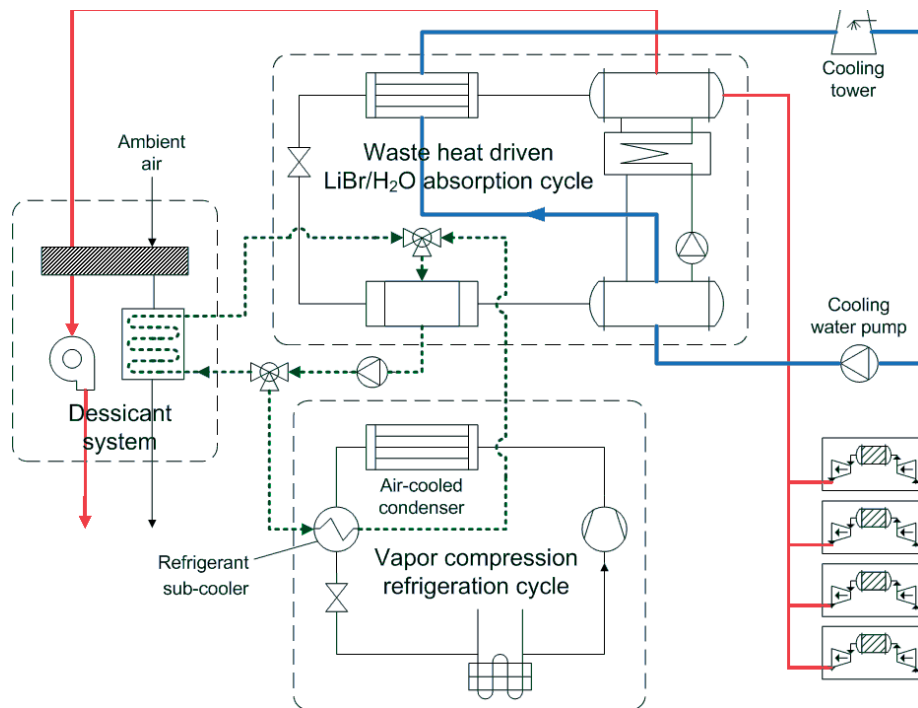 Cooling
tower
Ambient
air
Waste heat driven
LiBr/H₂O absorption cycle
Cooling
water pump
Dessicant
system
Air-cooled
condenser
Refrigerant
sub-cooler
Vapor compression
refrigeration cycle